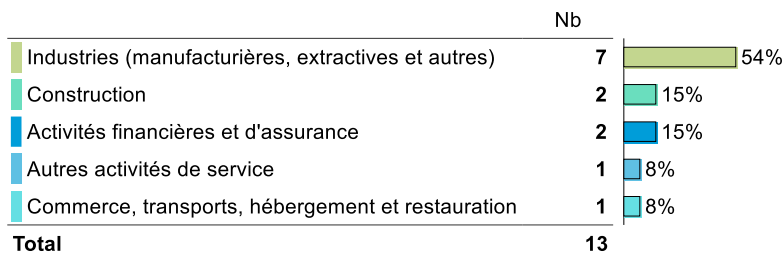 Nb
Industries (manufacturières, extractives et autres) 7 54%
Construction 2 15%
Activités financières et d'assurance 2 15%
Autres activités de service 1 8%
Commerce, transports, hébergement et restauration 1 8%
Total 13